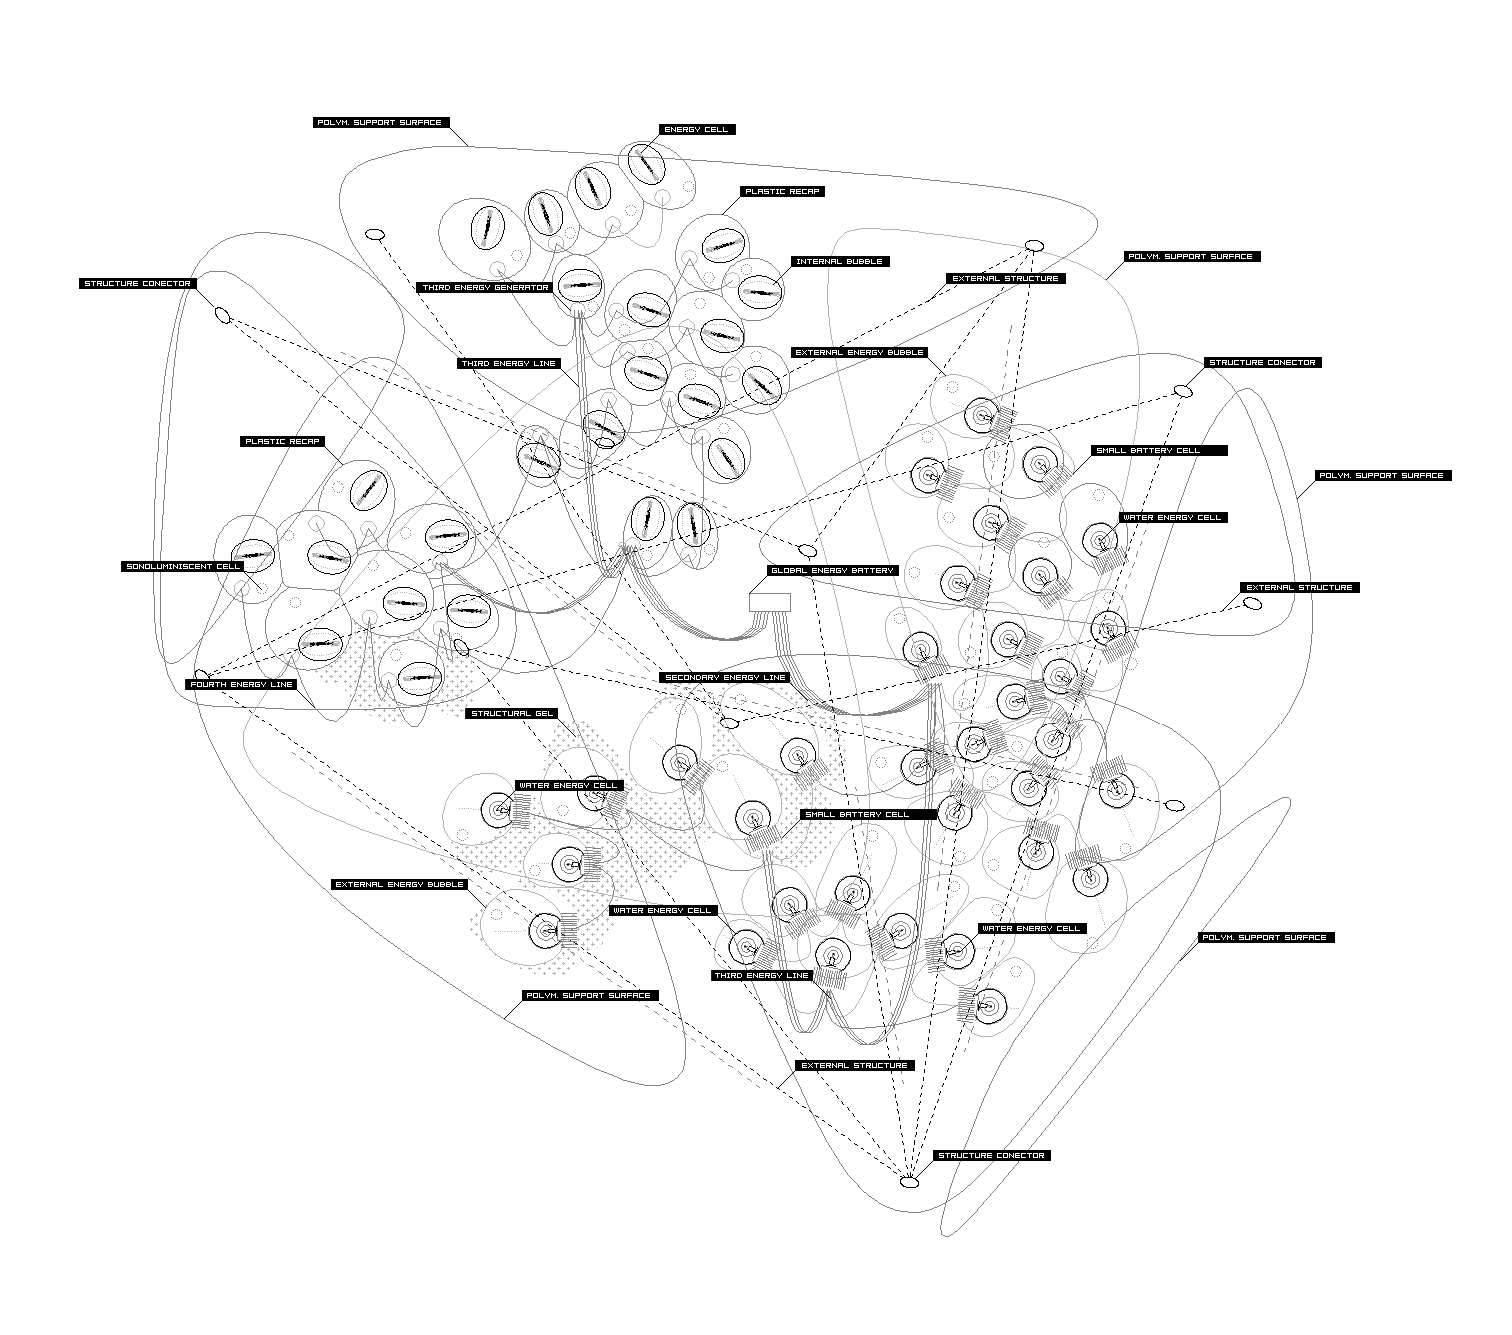 POLYM. SUPPORT SURFACE
ENERGY CELL
PLASTIC RECAP
POLYM. SUPPORT SURFACE
INTERNAL BUBBLE
EXTERNAL STRUCTURE
STRUCTURE CONECTOR
THIRD ENERGY GENERATOR
EXTERNAL ENERGY BUBBLE
THIRD ENERGY LINE
STRUCTURE CONECTOR
PLASTIC RECAP
SMALL BATTERY CELL
POLYM. SUPPORT SURFACE
WATER ENERGY CELL
SONOLUMINISCENT CELL
GLOBAL ENERGY BATTERY
EXTERNAL STRUCTURE
SECONDARY ENERGY LINE
FOURTH ENERGY LINE
STRUCTURAL GEL
WATER ENERGY CELL
SMALL BATTERY CELL
EXTERNAL ENERGY BUBBLE
WATER ENERGY CELL
WATER ENERGY CELL
POLYM. SUPPORT SURFACE
THIRD ENERGY LINE
POLYM. SUPPORT SURFACE
EXTERNAL STRUCTURE
STRUCTURE CONECTOR